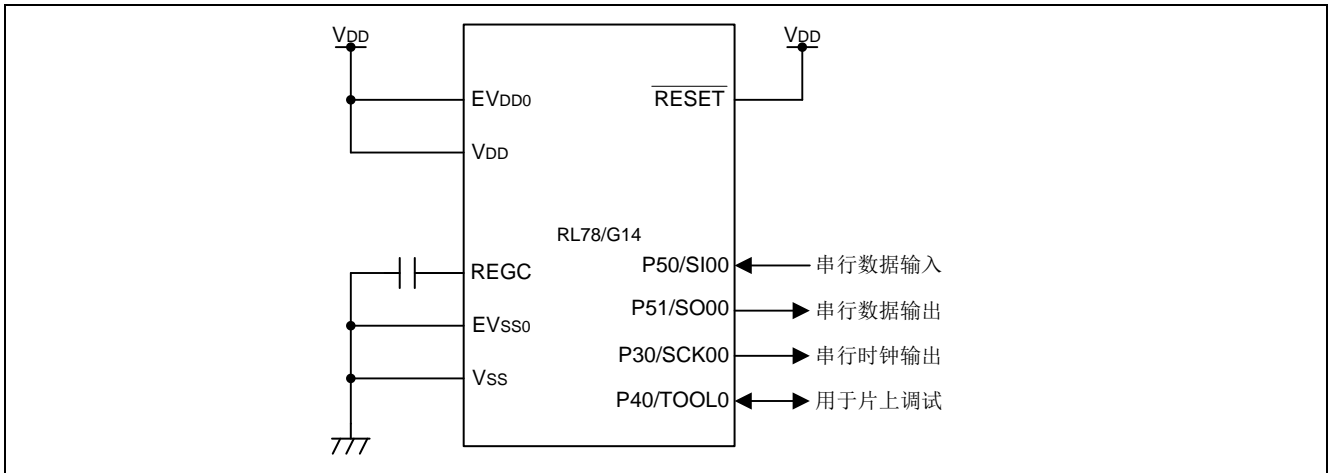 VDD
VDD
EVDD0
RESET
VDD
RL78/G14
P50/SI00
串行数据输入
REGC
P51/SO00
串行数据输出
EVSS0
P30/SCK00
串行时钟输出
VSS
P40/TOOL0
用于片上调试